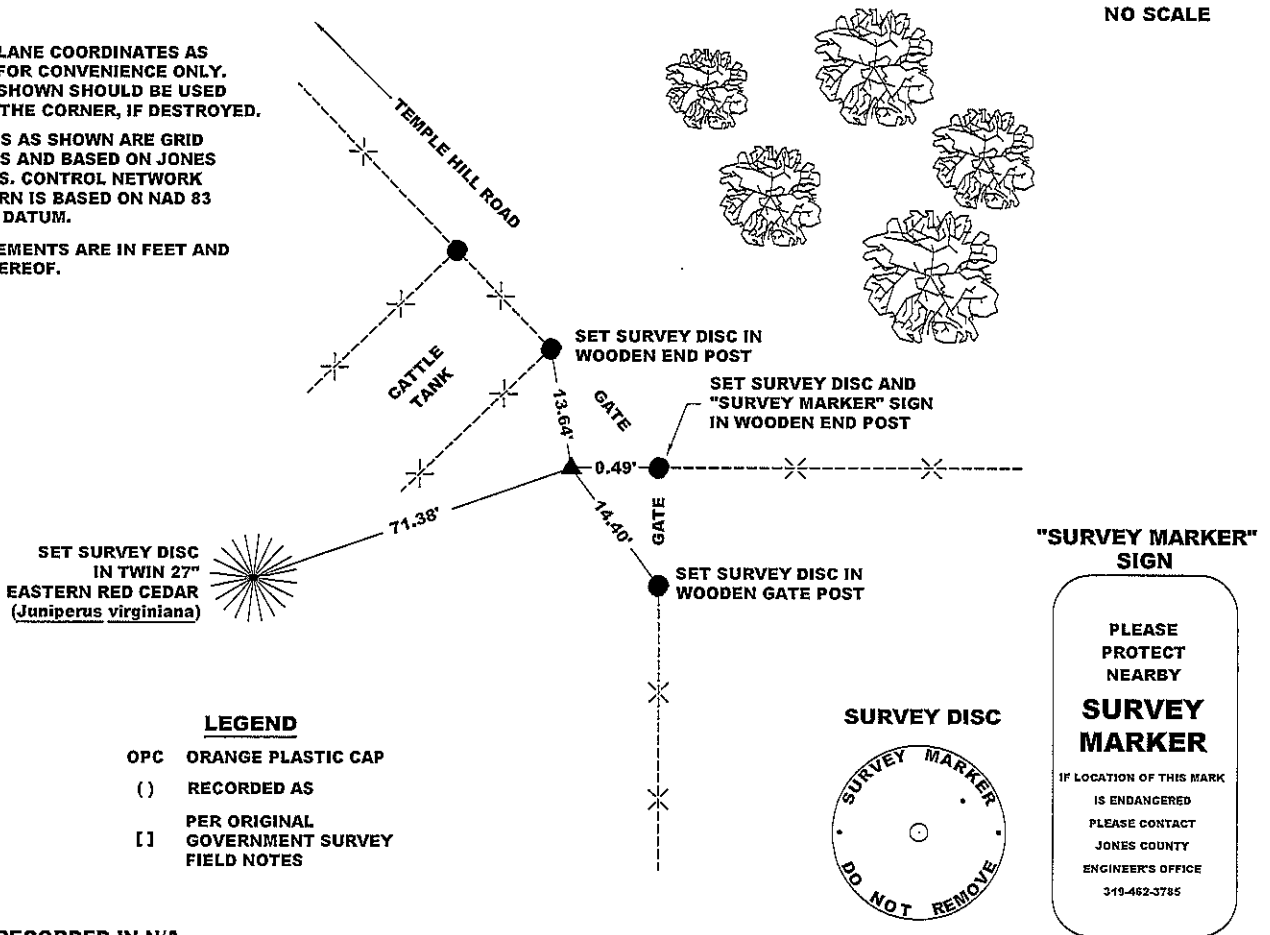 NO SCALE
LANE COORDINATES AS
FOR CONVENIENCE ONLY.
SHOWN SHOULD BE USED
THE CORNER, IF DESTROYED.
S AS SHOWN ARE GRID
S AND BASED ON JONES
S. CONTROL NETWORK
RN IS BASED ON NAD 83
DATUM.
EMENTS ARE IN FEET AND
EREOF.
TEMPLE HILL ROAD
CATTLE
TANK
SET SURVEY DISC IN
WOODEN END POST
13.64'
GATE
SET SURVEY DISC AND
"SURVEY MARKER" SIGN
IN WOODEN END POST
0.49'
71.38'
14.40'
GATE
SET SURVEY DISC
IN TWIN 27"
EASTERN RED CEDAR
(Juniperus virginiana)
SET SURVEY DISC IN
WOODEN GATE POST
"SURVEY MARKER"
SIGN
PLEASE
PROTECT
NEARBY
SURVEY
MARKER
IF LOCATION OF THIS MARK
IS ENDANGERED
PLEASE CONTACT
JONES COUNTY
ENGINEER'S OFFICE
319-462-3785
SURVEY DISC
SURVEY MARKER
DO NOT REMOVE
LEGEND
OPC ORANGE PLASTIC CAP
( ) RECORDED AS
[ ] PER ORIGINAL
GOVERNMENT SURVEY
FIELD NOTES
RECORDED IN N/A